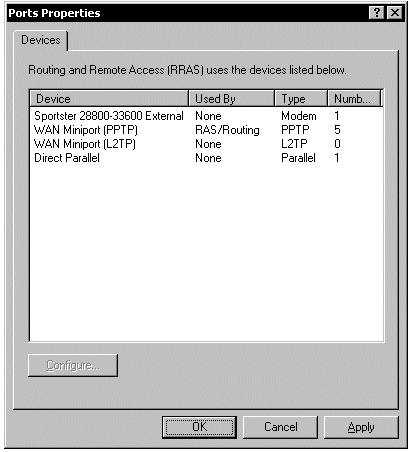 Ports Properties
Devices
Routing and Remote Access (RRAS) uses the devices listed below.
Device Used By Type Numb...
Sportster 28800-33600 External None Modem 1
WAN Miniport (PPTP) RAS/Routing PPTP 5
WAN Miniport (L2TP) None L2TP 0
Direct Parallel None Parallel 1
Configure...
OK Cancel Apply